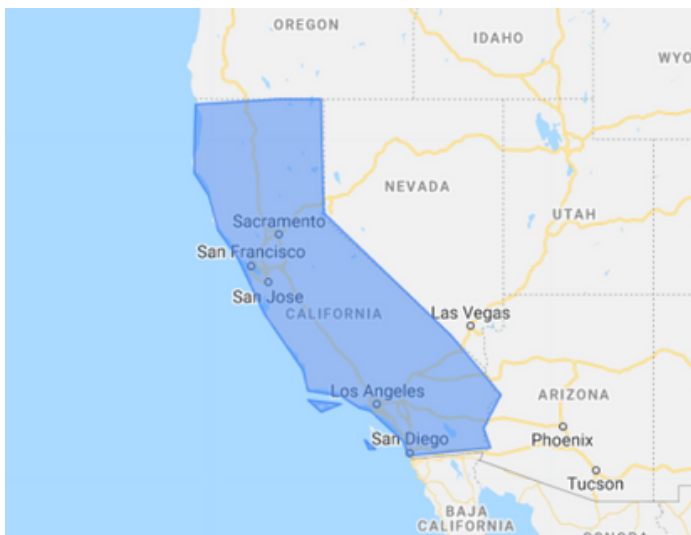 OREGON
IDAHO
WYO
NEVADA
UTAH
Sacramento
San Francisco
San Jose
CALIFORNIA
Las Vegas
Los Angeles
ARIZONA
San Diego
Phoenix
Tucson
BAJA
CALIFORNIA
SONORA